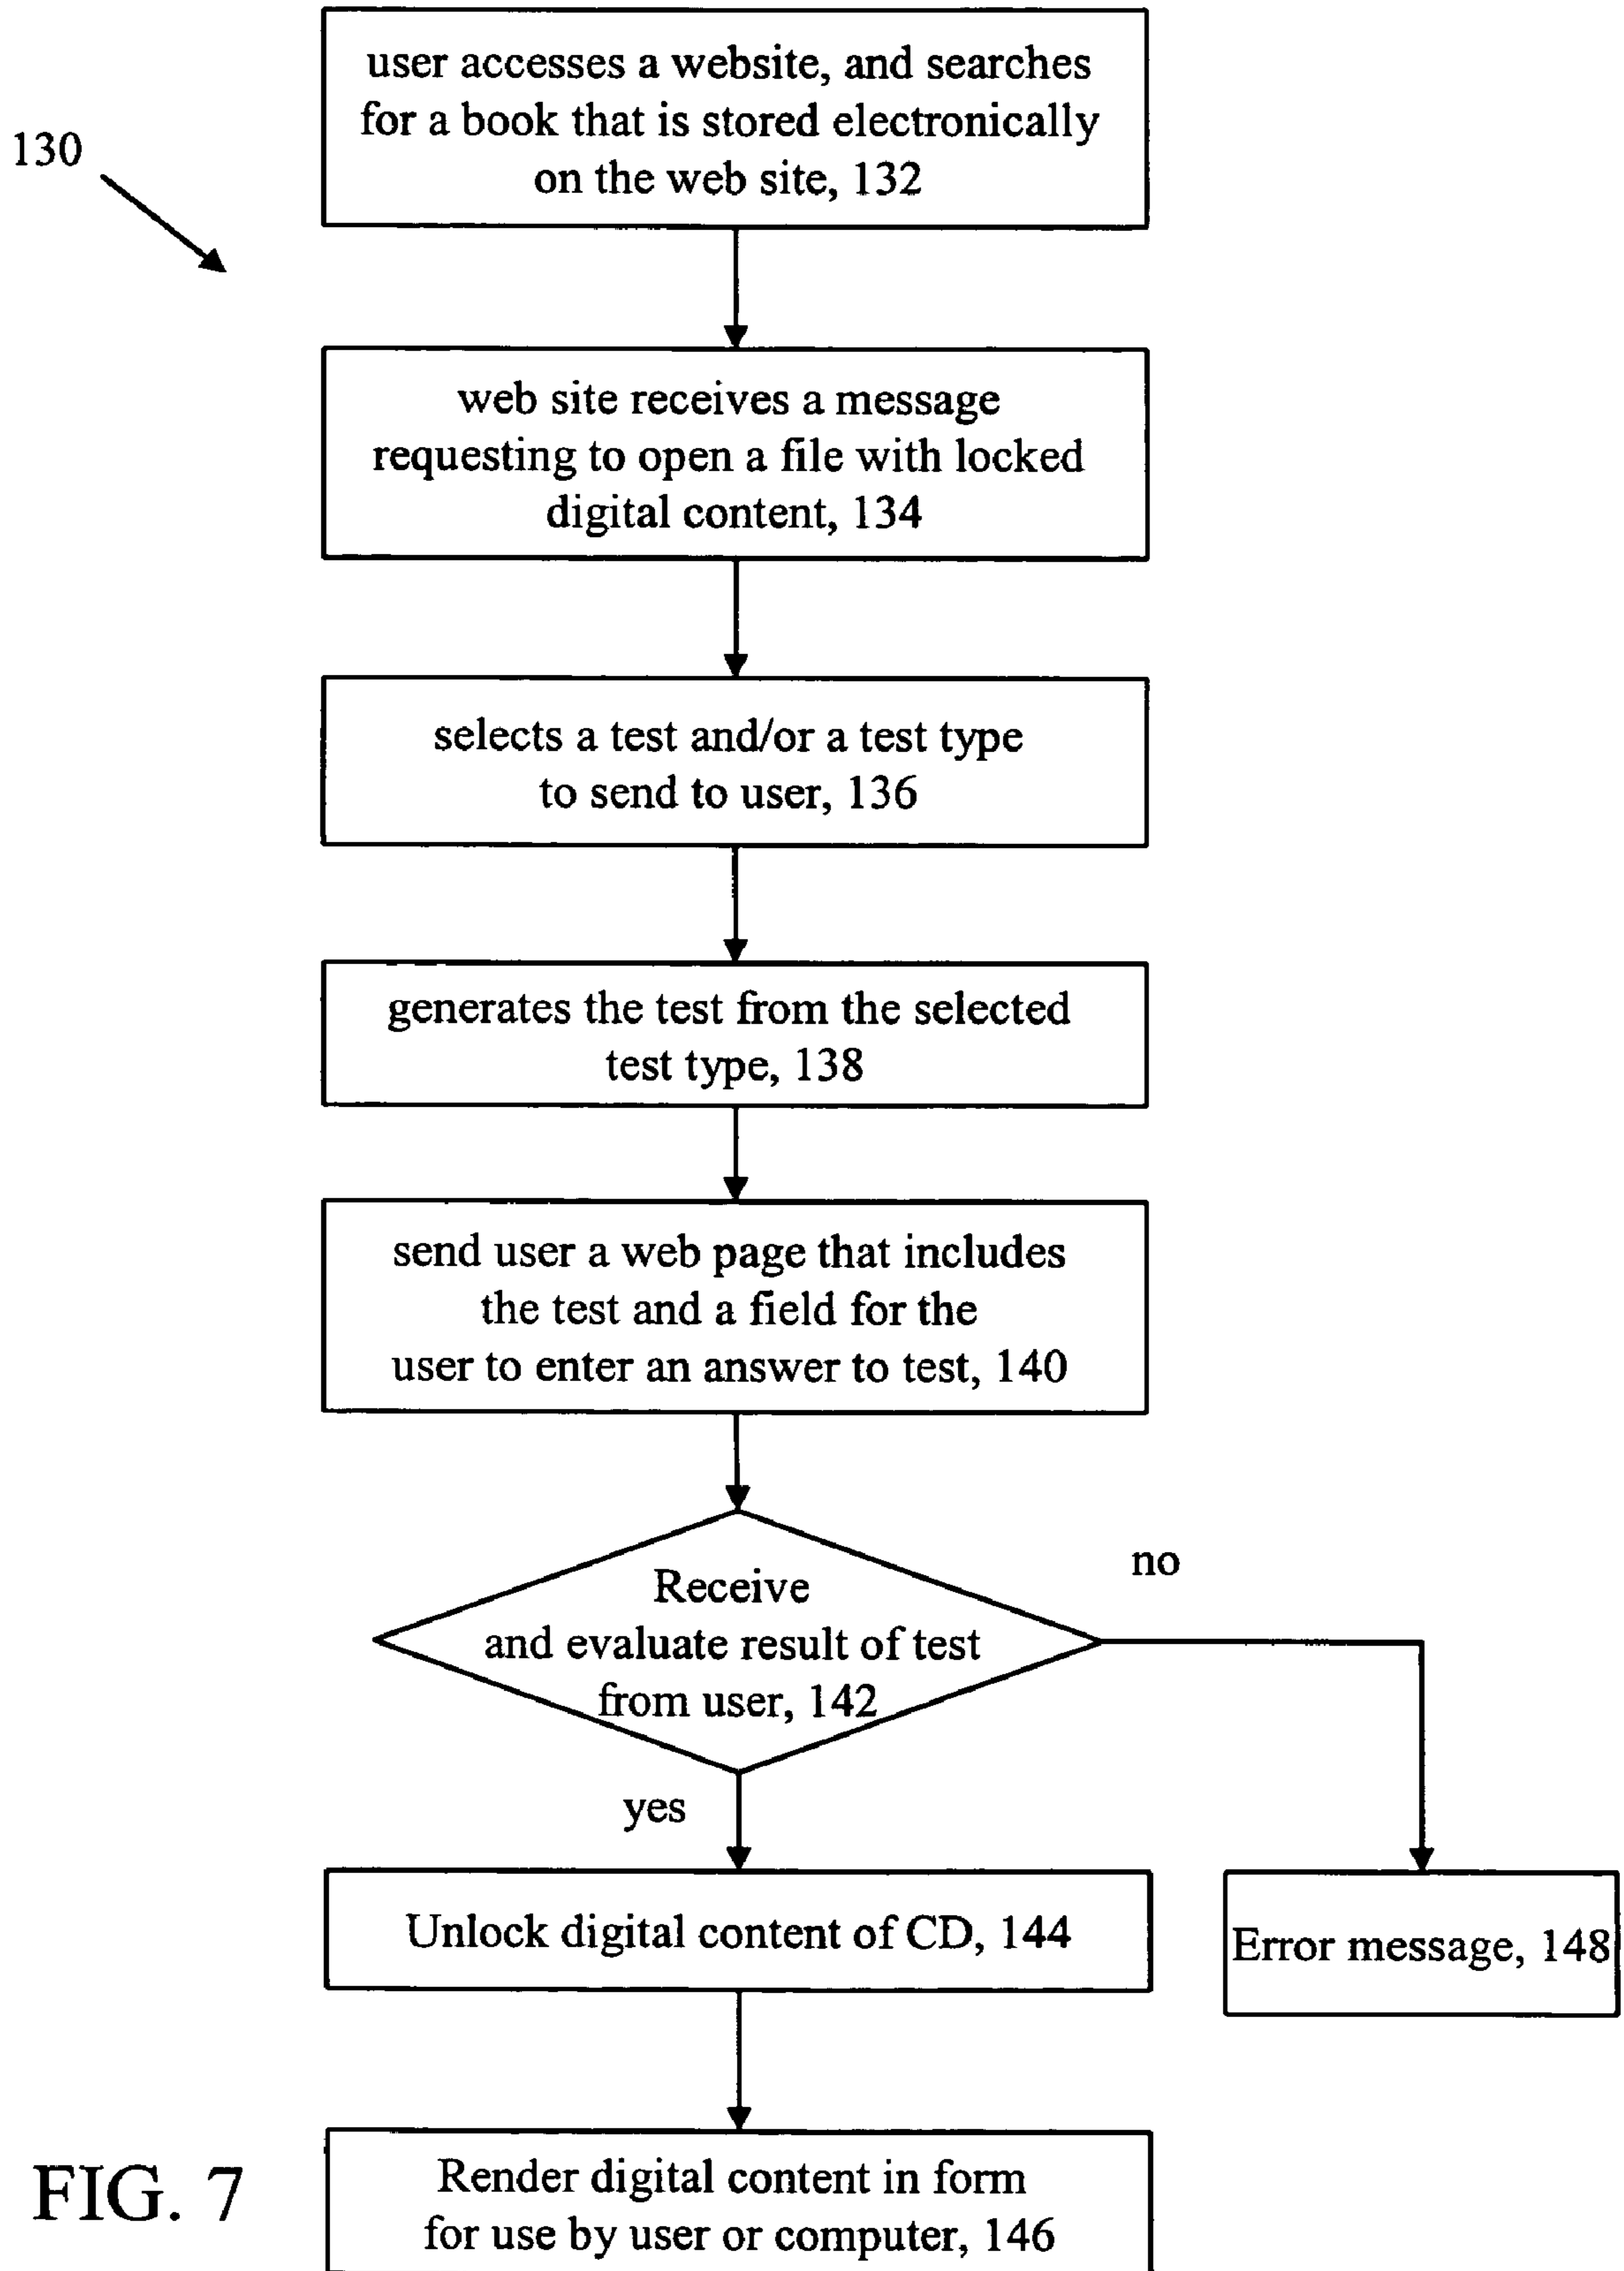 user accesses a website, and searches
for a book that is stored electronically
on the web site, 132
130
web site receives a message
requesting to open a file with locked
digital content, 134
selects a test and/or a test type
to send to user, 136
generates the test from the selected
test type, 138
send user a web page that includes
the test and a field for the
user to enter an answer to test, 140
no
Receive
and evaluate result of test
from user, 142
yes
Unlock digital content of CD, 144
Error message, 148
Render digital content in form
for use by user or computer, 146
FIG. 7